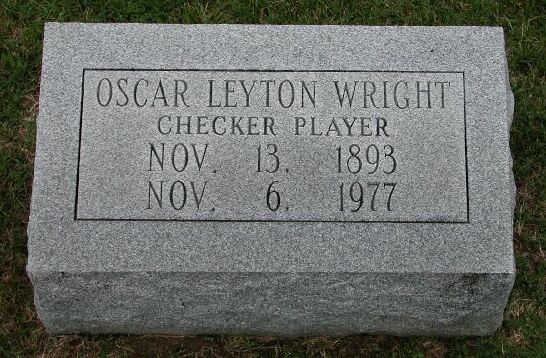 OSCAR LEYTON WRIGHT
CHECKER PLAYER
NOV. 13. 1893
NOV. 6. 1977